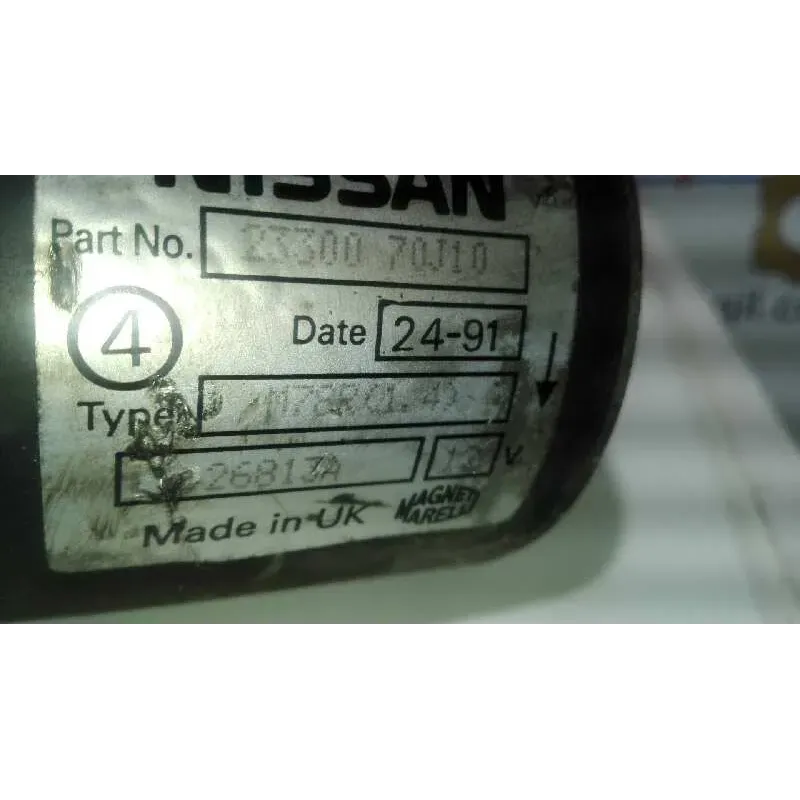 NISSAN
Part No. 23300 70J10
4 Date 24-91
Type
26813A V
Made in UK MAGNETI MARELLI